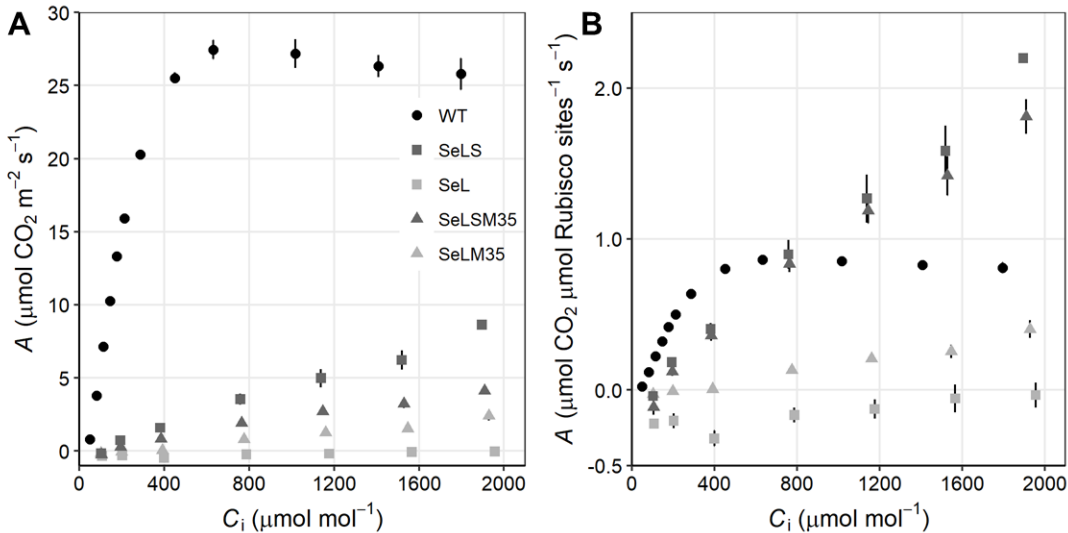 A
A (μmol CO₂ m⁻² s⁻¹)
30
25
20
15
10
5
0
0 400 800 1200 1600 2000
Cᵢ (μmol mol⁻¹)
WT
SeLS
SeL
SeLSM35
SeLM35
B
A (μmol CO₂ μmol Rubisco sites⁻¹ s⁻¹)
2.0
1.0
0.0
-0.5
0 400 800 1200 1600 2000
Cᵢ (μmol mol⁻¹)